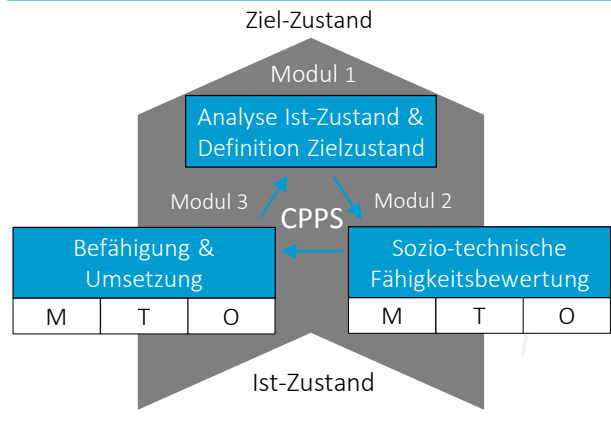 Ziel-Zustand
Modul 1
Analyse Ist-Zustand &
Definition Zielzustand
Modul 3
CPPS
Modul 2
Befähigung &
Umsetzung
M T O
Sozio-technische
Fähigkeitsbewertung
M T O
Ist-Zustand